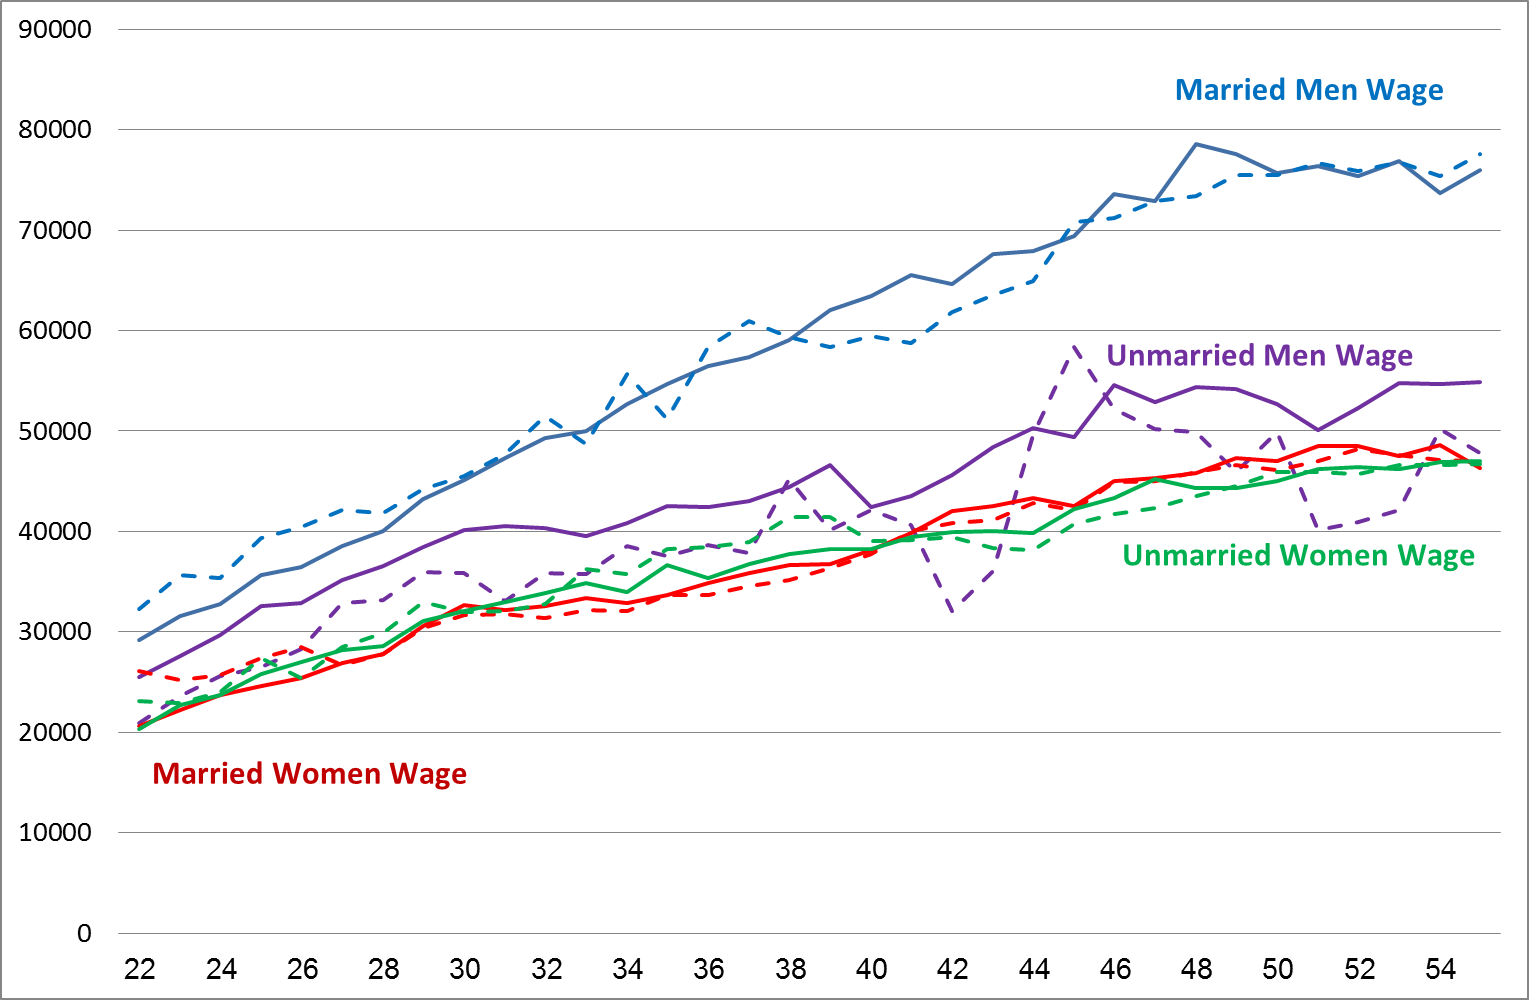 90000
Married Men Wage
80000
70000
60000
Unmarried Men Wage
50000
40000
Unmarried Women Wage
30000
20000
Married Women Wage
10000
0
22 24 26 28 30 32 34 36 38 40 42 44 46 48 50 52 54